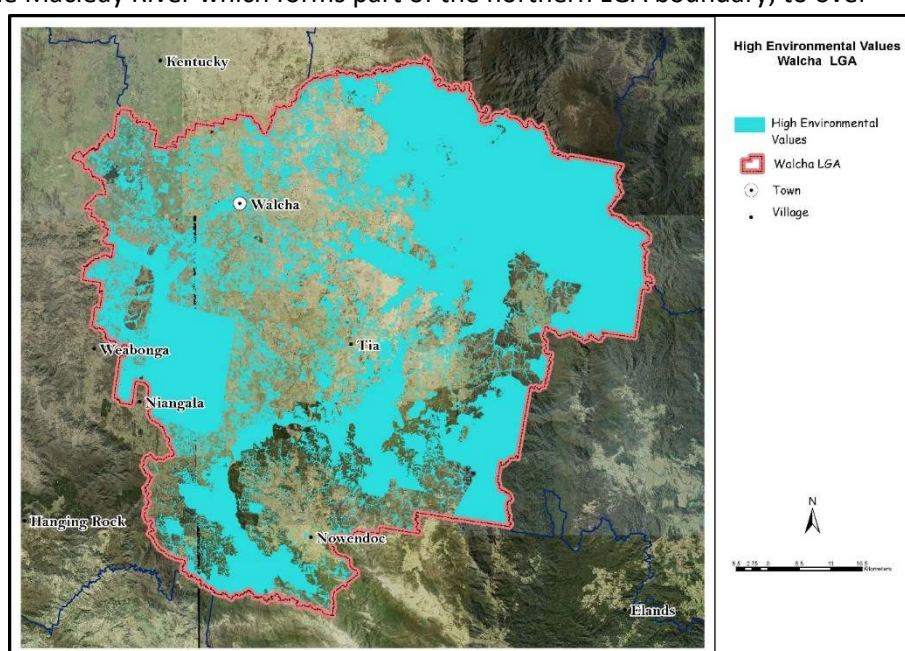 e Macleay River which forms part of the northern LGA boundary, to over
High Environmental Values
Walcha LGA
High Environmental
Values
Walcha LGA
Town
Village
Kentucky
Walcha
Weabonga
Tia
Niangala
Hanging Rock
Nowendoc
Elands
N
Kilometers